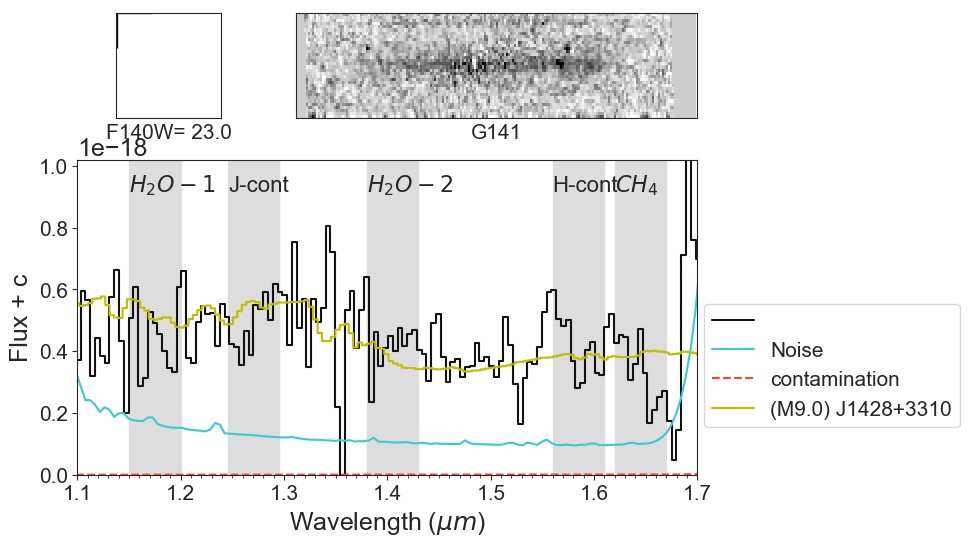 F140W= 23.0
G141
1e−18
H₂O − 1
J-cont
H₂O − 2
H-cont
CH₄
1.0
0.8
0.6
0.4
0.2
0.0
Flux + c
1.1
1.2
1.3
1.4
1.5
1.6
1.7
Wavelength (μm)
Noise
contamination
(M9.0) J1428+3310